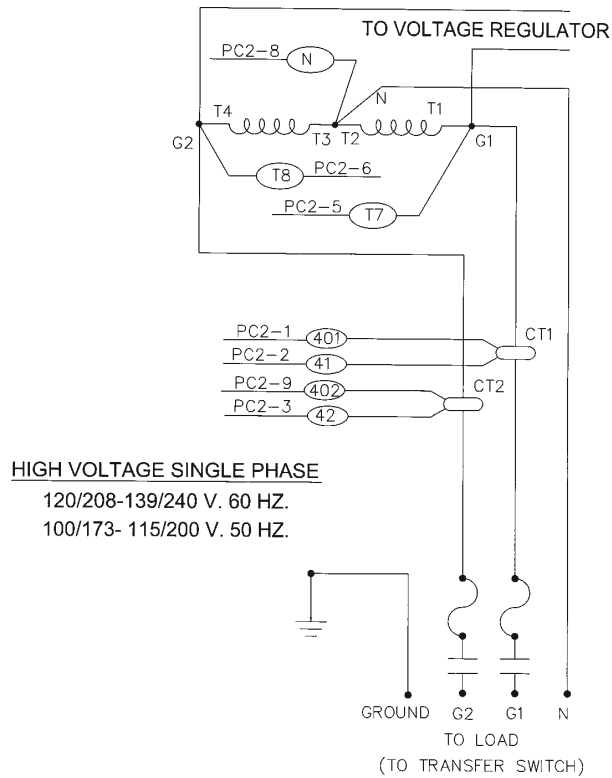 TO VOLTAGE REGULATOR
PC2-8 N
N
T4 T3 T2 T1
G2 G1
T8 PC2-6
PC2-5 T7
PC2-1 401 CT1
PC2-2 41
PC2-9 402 CT2
PC2-3 42
HIGH VOLTAGE SINGLE PHASE
120/208-139/240 V. 60 HZ.
100/173- 115/200 V. 50 HZ.
GROUND G2 G1 N
TO LOAD
(TO TRANSFER SWITCH)